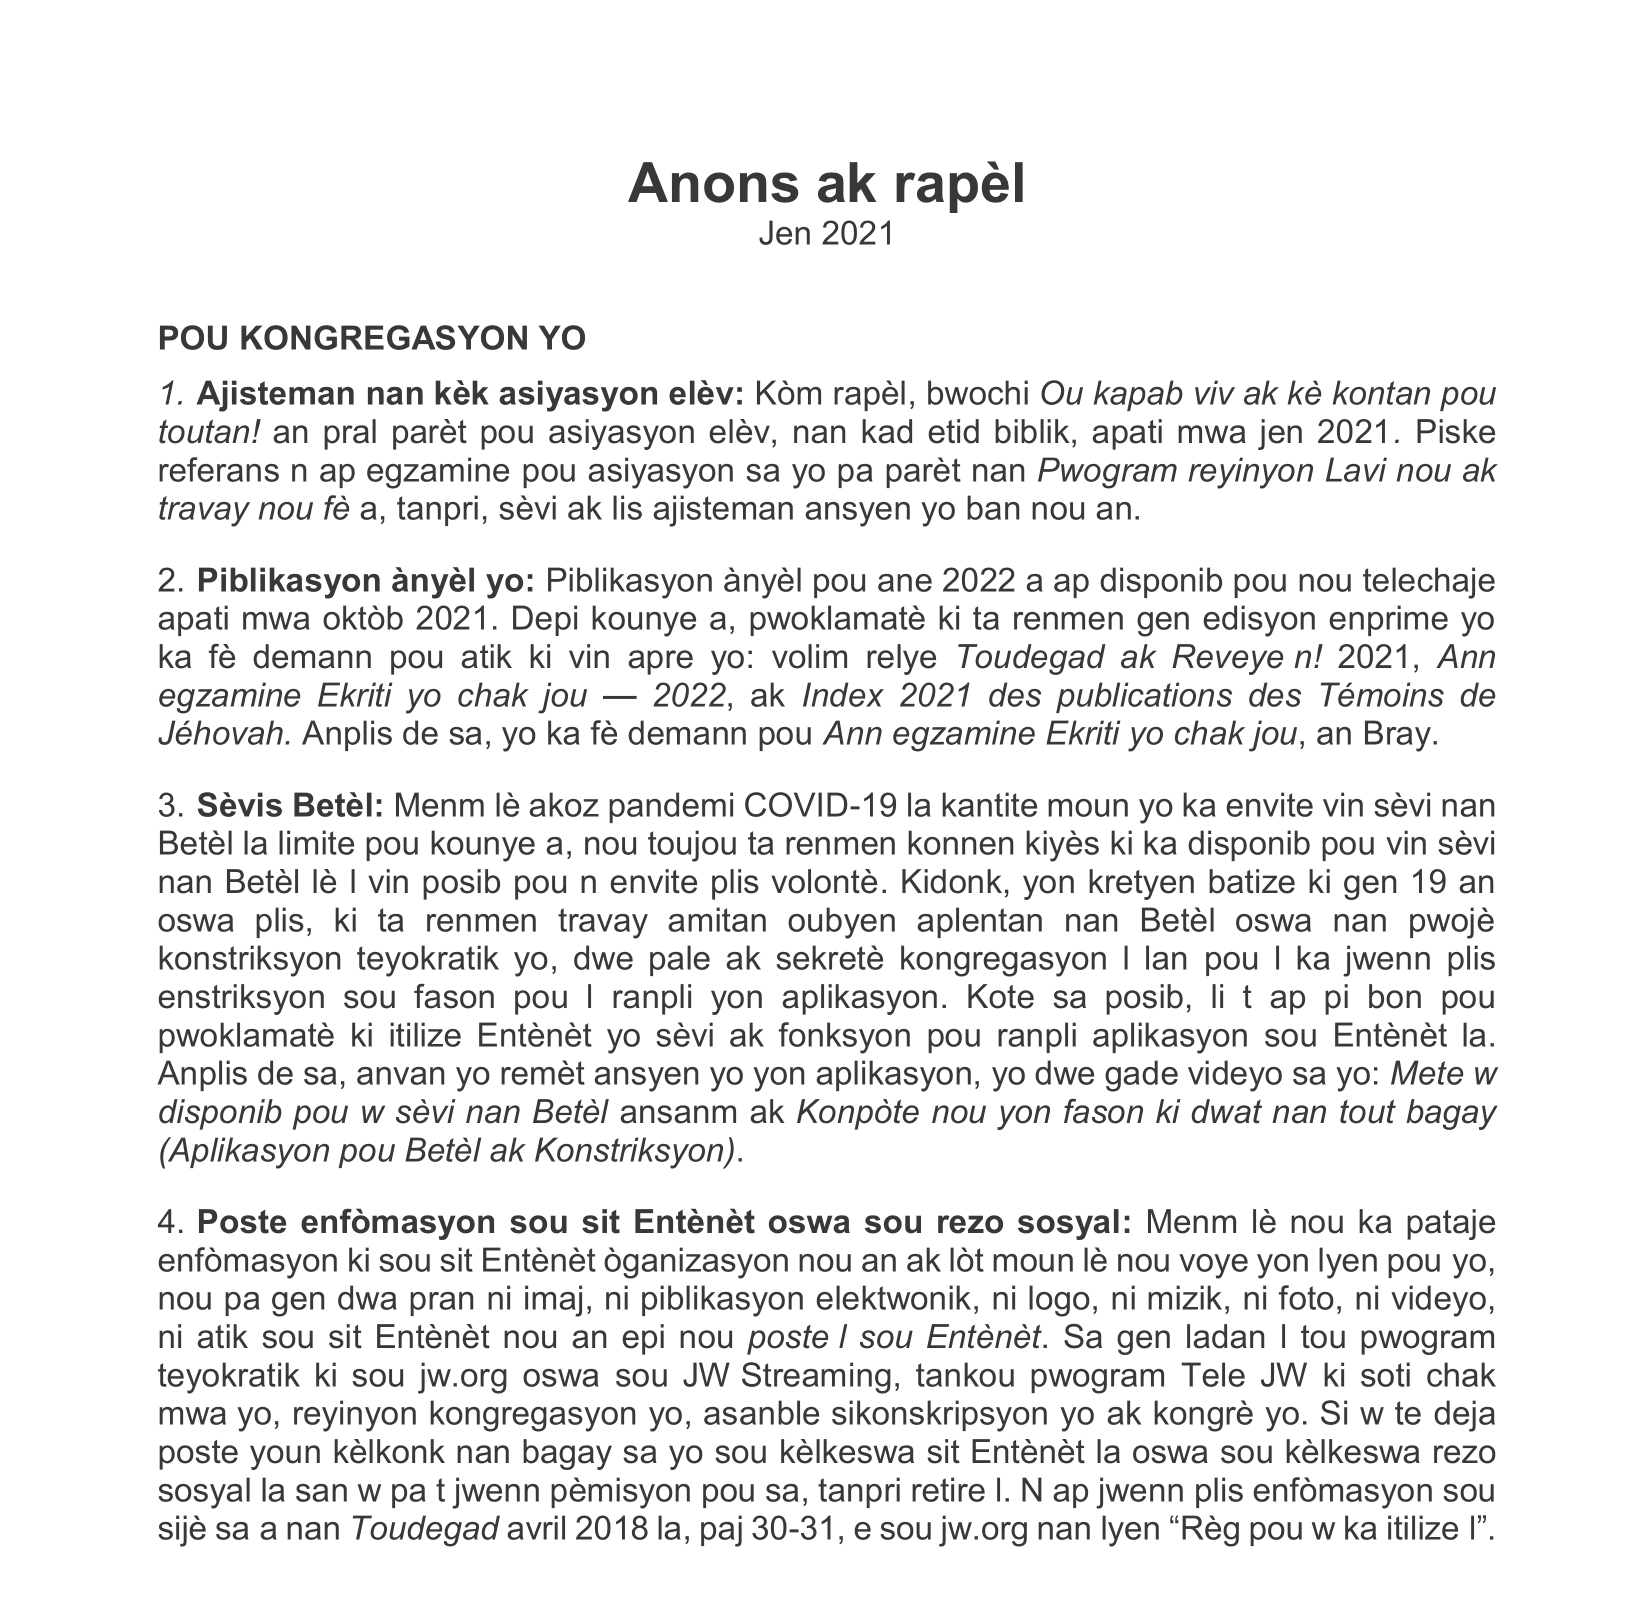 Anons ak rapèl
Jen 2021
POU KONGREGASYON YO
1. Ajisteman nan kèk asiyasyon elèv: Kòm rapèl, bwochi Ou kapab viv ak kè kontan pou
toutan! an pral parèt pou asiyasyon elèv, nan kad etid biblik, apati mwa jen 2021. Piske
referans n ap egzamine pou asiyasyon sa yo pa parèt nan Pwogram reyinyon Lavi nou ak
travay nou fè a, tanpri, sèvi ak lis ajisteman ansyen yo ban nou an.
2. Piblikasyon ànyèl yo: Piblikasyon ànyèl pou ane 2022 a ap disponib pou nou telechaje
apati mwa oktòb 2021. Depi kounye a, pwoklamatè ki ta renmen gen edisyon enprime yo
ka fè demann pou atik ki vin apre yo: volim relye Toudegad ak Reveye n! 2021, Ann
egzamine Ekriti yo chak jou — 2022, ak Index 2021 des publications des Témoins de
Jéhovah. Anplis de sa, yo ka fè demann pou Ann egzamine Ekriti yo chak jou, an Bray.
3. Sèvis Betèl: Menm lè akoz pandemi COVID-19 la kantite moun yo ka envite vin sèvi nan
Betèl la limite pou kounye a, nou toujou ta renmen konnen kiyès ki ka disponib pou vin sèvi
nan Betèl lè l vin posib pou n envite plis volontè. Kidonk, yon kretyen batize ki gen 19 an
oswa plis, ki ta renmen travay amitan oubyen aplentan nan Betèl oswa nan pwojè
konstriksyon teyokratik yo, dwe pale ak sekretè kongregasyon l lan pou l ka jwenn plis
enstriksyon sou fason pou l ranpli yon aplikasyon. Kote sa posib, li t ap pi bon pou
pwoklamatè ki itilize Entènèt yo sèvi ak fonksyon pou ranpli aplikasyon sou Entènèt la.
Anplis de sa, anvan yo remèt ansyen yo yon aplikasyon, yo dwe gade videyo sa yo: Mete w
disponib pou w sèvi nan Betèl ansanm ak Konpòte nou yon fason ki dwat nan tout bagay
(Aplikasyon pou Betèl ak Konstriksyon).
4. Poste enfòmasyon sou sit Entènèt oswa sou rezo sosyal: Menm lè nou ka pataje
enfòmasyon ki sou sit Entènèt òganizasyon nou an ak lòt moun lè nou voye yon lyen pou yo,
nou pa gen dwa pran ni imaj, ni piblikasyon elektwonik, ni logo, ni mizik, ni foto, ni videyo,
ni atik sou sit Entènèt nou an epi nou poste l sou Entènèt. Sa gen ladan l tou pwogram
teyokratik ki sou jw.org oswa sou JW Streaming, tankou pwogram Tele JW ki soti chak
mwa yo, reyinyon kongregasyon yo, asanble sikonskripsyon yo ak kongrè yo. Si w te deja
poste youn kèlkonk nan bagay sa yo sou kèlkeswa sit Entènèt la oswa sou kèlkeswa rezo
sosyal la san w pa t jwenn pèmisyon pou sa, tanpri retire l. N ap jwenn plis enfòmasyon sou
sijè sa a nan Toudegad avril 2018 la, paj 30-31, e sou jw.org nan lyen “Règ pou w ka itilize l”.